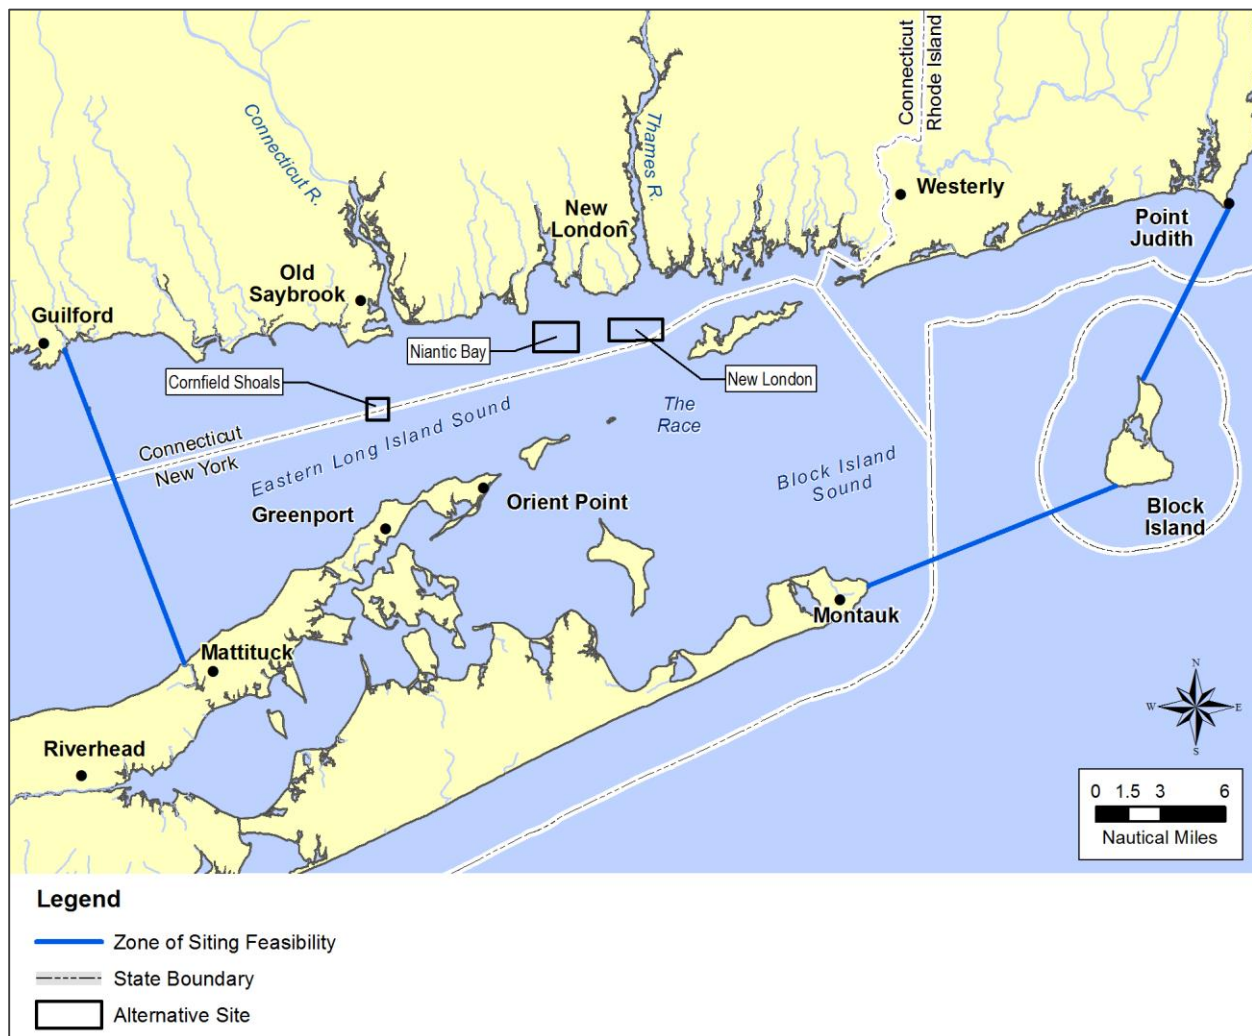 Connecticut
Rhode Island
Connecticut R.
Thames R.
Westerly
New
London
Point
Judith
Old
Saybrook
Guilford
Niantic Bay
New London
Cornfield Shoals
The
Race
Connecticut
New York
Eastern Long Island Sound
Block Island
Sound
Orient Point
Greenport
Block
Island
Montauk
Mattituck
Riverhead
N
W
E
S
0 1.5 3 6
Nautical Miles
Legend
Zone of Siting Feasibility
State Boundary
Alternative Site